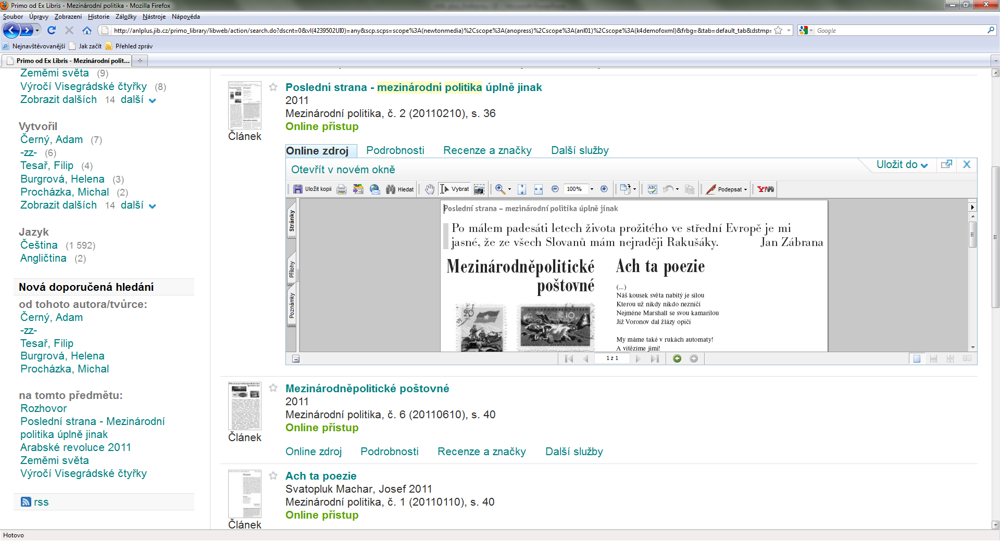 Primo od Ex Libris - Mezinárodní politika - Mozilla Firefox
Soubor Úpravy Zobrazení Historie Záložky Nástroje Nápověda
http://anlplus.jib.cz/primo_library/libweb/action/search.do?dscnt=0&vl(4239502UI0)=any&scp.scps=scope%3A(newtonmedia)%2Cscope%3A(anopress)%2Cscope%3A(anl01)%2Cscope%3A(k4demofoxml)&frbg=&tab=default_tab&dstmp=
Google
Nejnavštěvovanější Jak začít Přehled zpráv
Primo od Ex Libris - Mezinárodní polit...
Zeměmi světa (9)
Výročí Visegrádské čtyřky (8)
Zobrazit dalších 14 další
Vytvořil
Černý, Adam (7)
-zz- (6)
Tesař, Filip (4)
Burgrová, Helena (3)
Procházka, Michal (2)
Zobrazit dalších 14 další
Jazyk
Čeština (1 592)
Angličtina (2)
Nová doporučená hledání
od tohoto autora/tvůrce:
Černý, Adam
-zz-
Tesař, Filip
Burgrová, Helena
Procházka, Michal
na tomto předmětu:
Rozhovor
Poslední strana - Mezinárodní
politika úplně jinak
Arabské revoluce 2011
Zeměmi světa
Výročí Visegrádské čtyřky
rss
Poslední strana - mezinárodní politika úplně jinak
2011
Mezinárodní politika, č. 2 (20110210), s. 36
Online přístup
Článek
Online zdroj Podrobnosti Recenze a značky Další služby
Otevřít v novém okně
Uložit do
Uložit kopii Hledat Vybrat 100% ABC Podepsat Y!
Stránky
Přílohy
Poznámky
Poslední strana – mezinárodní politika úplně jinak
Po málem padesáti letech života prožitého ve střední Evropě je mi
jasné, že ze všech Slovanů mám nejraději Rakušáky. Jan Zábrana
Mezinárodněpolitické
poštovné
20
10
Ach ta poezie
(...)
Náš kousek světa nabitý je silou
Kterou už nikdy nikdo nezničí
Nejméně Marshall se svou kamarilou
Již Voronov dal žlázy opičí
My máme také v rukách automaty!
A vítězíme jimi!
1 z 1
Mezinárodněpolitické poštovné
2011
Mezinárodní politika, č. 6 (20110610), s. 40
Online přístup
Článek
Online zdroj Podrobnosti Recenze a značky Další služby
Ach ta poezie
Svatopluk Machar, Josef 2011
Mezinárodní politika, č. 1 (20110110), s. 40
Online přístup
Článek
Hotovo